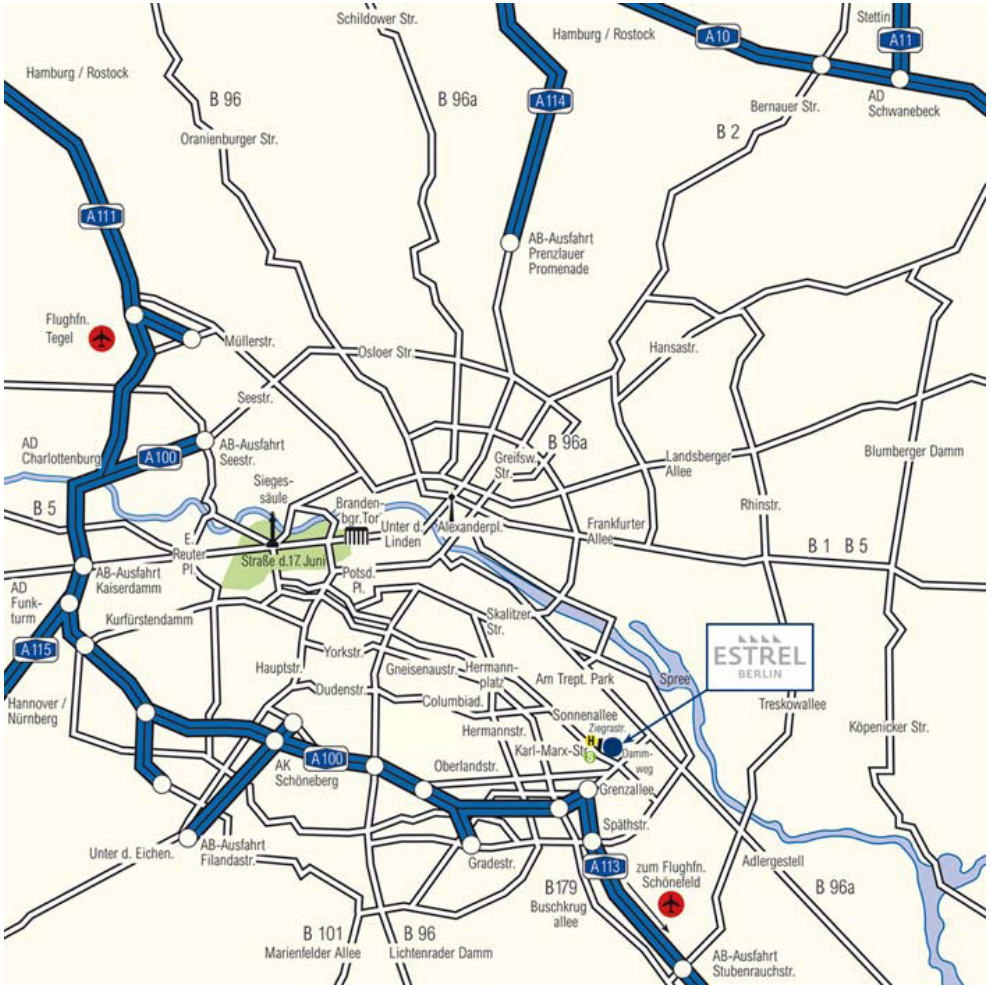 Schildower Str.
Stettin
Hamburg / Rostock
A10
A11
Hamburg / Rostock
B 96
B 96a
A114
Bernauer Str.
AD
Schwanebeck
Oranienburger Str.
B 2
A111
AB-Ausfahrt
Prenzlauer
Promenade
Flughfn.
Tegel
Müllerstr.
Osloer Str.
Hansastr.
Seestr.
AD
Charlottenburg
A100
AB-Ausfahrt
Seestr.
B 96a
Greifsw.
Str.
Landsberger
Allee
Blumberger Damm
Sieges-
säule
Branden-
bgr.Tor
Rhinstr.
B 5
Unter d.
Linden
Alexanderpl.
Frankfurter
Allee
E.
Reuter
Pl.
Straße d.17. Juni
Potsd.
Pl.
B 1 B 5
AB-Ausfahrt
Kaiserdamm
AD
Funk-
turm
Kurfürstendamm
Skalitzer
Str.
A115
Yorkstr.
ESTREL
BERLIN
Hauptstr.
Gneisenaustr.
Hermann-
platz
Am Trept. Park
Spree
Dudenstr.
Columbiad.
Hannover /
Nürnberg
Treskowallee
Sonnenallee
Ziegrastr.
Hermannstr.
Köpenicker Str.
H
S
Karl-Marx-Str.
Damm-
weg
A100
AK
Schöneberg
Oberlandstr.
Grenzallee
Späthstr.
Unter d. Eichen.
AB-Ausfahrt
Filandastr.
Gradestr.
A113
zum Flughfn.
Schönefeld
Adlergestell
B179
Buschkrug
allee
B 96a
B 101
Marienfelder Allee
B 96
Lichtenrader Damm
AB-Ausfahrt
Stubenrauchstr.